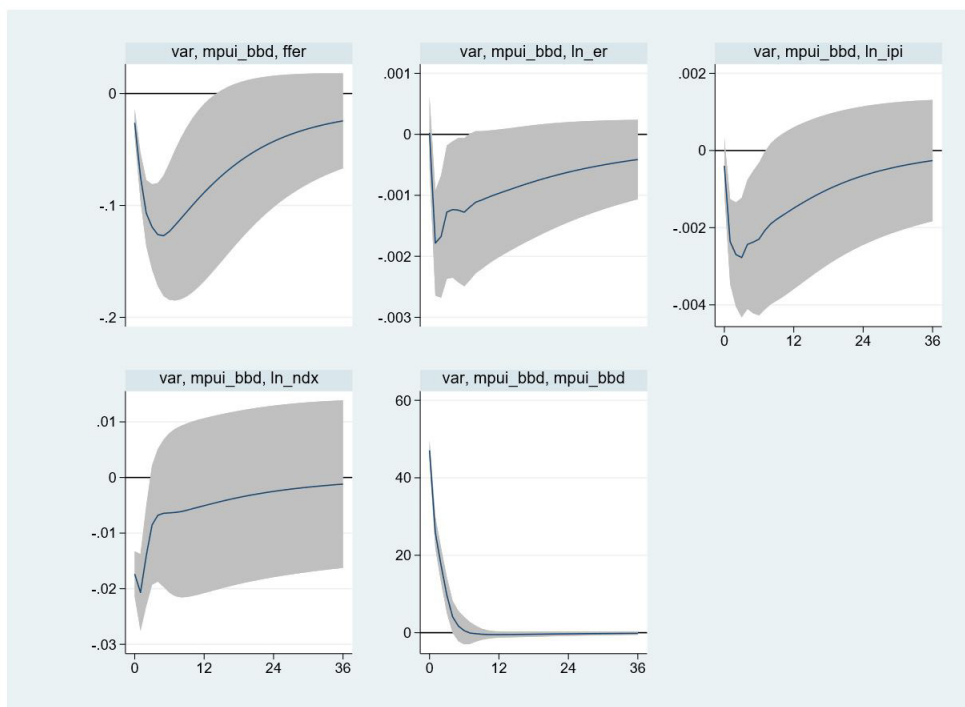 var, mpui_bbd, ffer
0
-.1
-.2
var, mpui_bbd, ln_er
.001
0
-.001
-.002
-.003
var, mpui_bbd, ln_ipi
.002
0
-.002
-.004
0 12 24 36
var, mpui_bbd, ln_ndx
.01
0
-.01
-.02
-.03
0 12 24 36
var, mpui_bbd, mpui_bbd
60
40
20
0
0 12 24 36